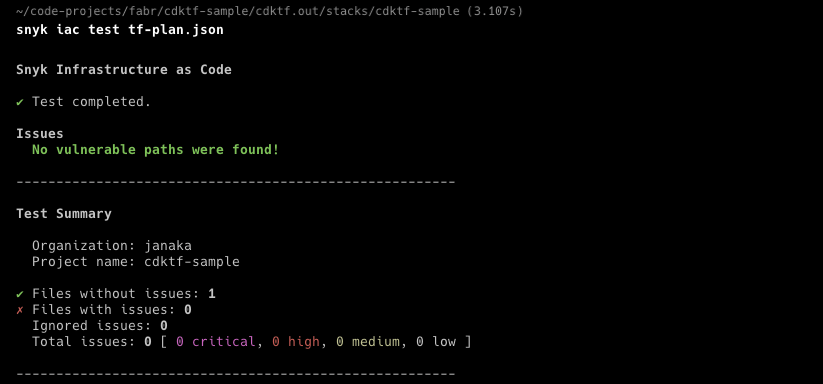 ~/code-projects/fabr/cdktf-sample/cdktf.out/stacks/cdktf-sample (3.107s)
snyk iac test tf-plan.json
Snyk Infrastructure as Code
✔ Test completed.
Issues
No vulnerable paths were found!
-------------------------------------------------------
Test Summary
Organization: janaka
Project name: cdktf-sample
✔ Files without issues: 1
✗ Files with issues: 0
Ignored issues: 0
Total issues: 0 [ 0 critical, 0 high, 0 medium, 0 low ]
-------------------------------------------------------